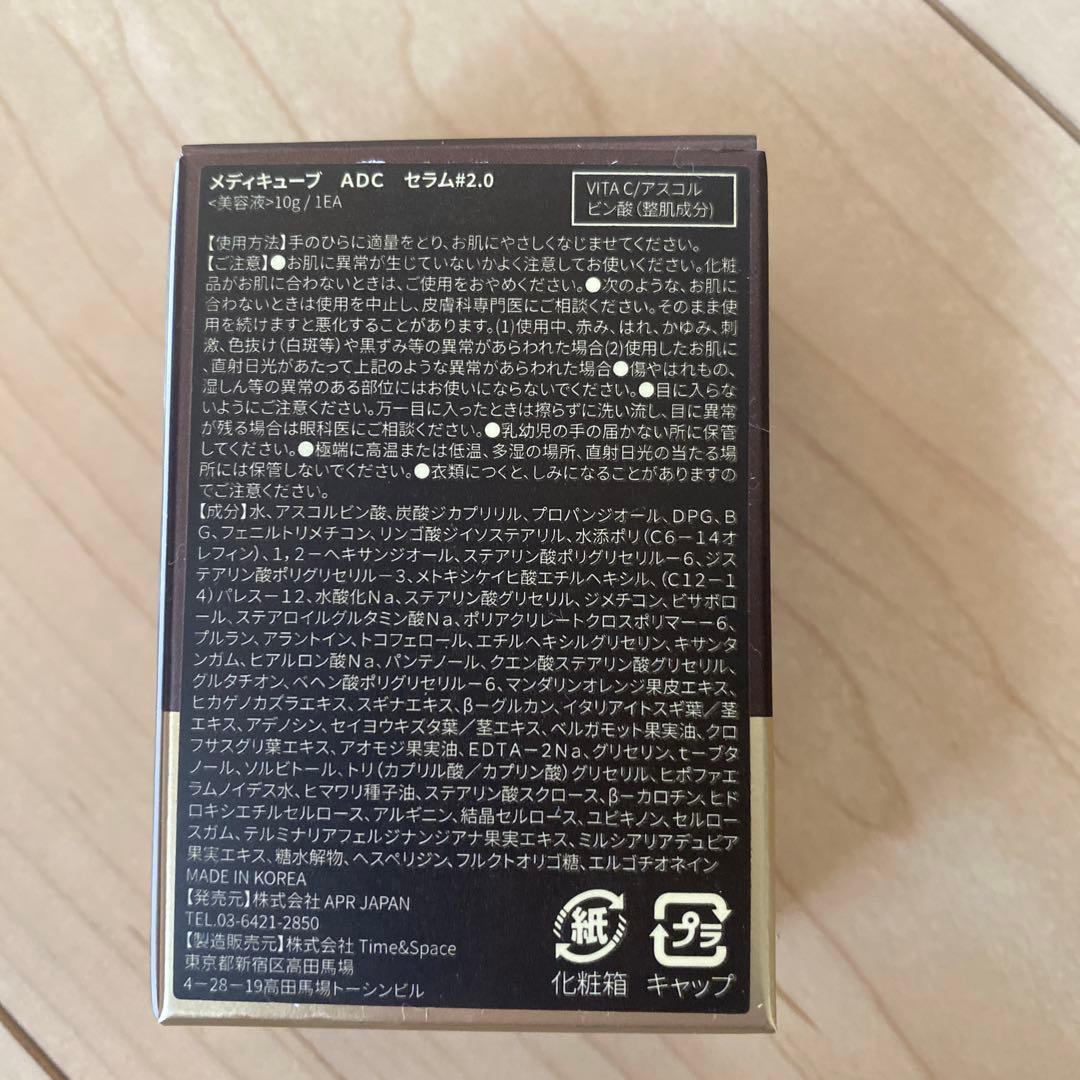 メディキューブ ADC セラム#2.0
<美容液>10g / 1EA
VITA C/アスコル
ビン酸（整肌成分）
【使用方法】手のひらに適量をとり、お肌にやさしくなじませてください。
【ご注意】●お肌に異常が生じていないかよく注意してお使いください。化粧
品がお肌に合わないときは、ご使用をおやめください。●次のような、お肌に
合わないときは使用を中止し、皮膚科専門医にご相談ください。そのまま使
用を続けますと悪化することがあります。(1)使用中、赤み、はれ、かゆみ、刺
激、色抜け（白斑等）や黒ずみ等の異常があらわれた場合(2)使用したお肌に
、直射日光があたって上記のような異常があらわれた場合●傷やはれもの、
湿しん等の異常のある部位にはお使いにならないでください。●目に入らな
いようにご注意ください。万一目に入ったときは擦らずに洗い流し、目に異常
が残る場合は眼科医にご相談ください。●乳幼児の手の届かない所に保管
してください。●極端に高温または低温、多湿の場所、直射日光の当たる場
所には保管しないでください。●衣類につくと、しみになることがありますの
でご注意ください。
【成分】水、アスコルビン酸、炭酸ジカプリリル、プロパンジオール、DPG、B
G、フェニルトリメチコン、リンゴ酸ジイソステアリル、水添ポリ（C6－14オ
レフィン）、1，2－ヘキサンジオール、ステアリン酸ポリグリセリル－6、ジス
テアリン酸ポリグリセリル－3、メトキシケイヒ酸エチルヘキシル、（C12－1
4）パレス－12、水酸化Na、ステアリン酸グリセリル、ジメチコン、ビサボロ
ール、ステアロイルグルタミン酸Na、ポリアクリレートクロスポリマー－6、
プルラン、アラントイン、トコフェロール、エチルヘキシルグリセリン、キサンタ
ンガム、ヒアルロン酸Na、パンテノール、クエン酸ステアリン酸グリセリル、
グルタチオン、ベヘン酸ポリグリセリル－6、マンダリンオレンジ果皮エキス、
ヒカゲノカズラエキス、スギナエキス、β－グルカン、イタリアイトスギ葉／茎
エキス、アデノシン、セイヨウキズタ葉／茎エキス、ベルガモット果実油、クロ
フサスグリ葉エキス、アオモジ果実油、EDTA－2Na、グリセリン、t－ブタ
ノール、ソルビトール、トリ（カプリル酸／カプリン酸）グリセリル、ヒポファエ
ラムノイデス水、ヒマワリ種子油、ステアリン酸スクロース、β－カロチン、ヒド
ロキシエチルセルロース、アルギニン、結晶セルロース、ユビキノン、セルロー
スガム、テルミナリアフェルジナンジアナ果実エキス、ミルシアリアデュビア
果実エキス、糖水解物、ヘスペリジン、フルクトオリゴ糖、エルゴチオネイン
MADE IN KOREA
【発売元】株式会社 APR JAPAN
TEL.03-6421-2850
【製造販売元】株式会社 Time&Space
東京都新宿区高田馬場
4－28－19高田馬場トーシンビル
紙
化粧箱
プラ
キャップ